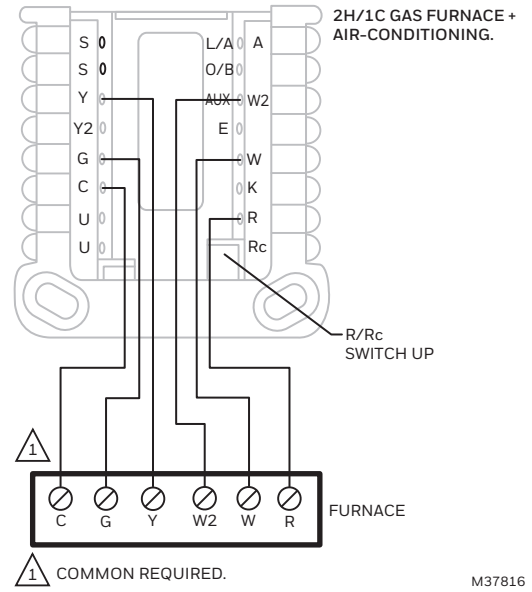 2H/1C GAS FURNACE +
AIR-CONDITIONING.
S L/A A
S O/B
Y AUX W2
Y2 E
G W
C K
U R
U Rc
R/Rc
SWITCH UP
1
C G Y W2 W R
FURNACE
1 COMMON REQUIRED.
M37816